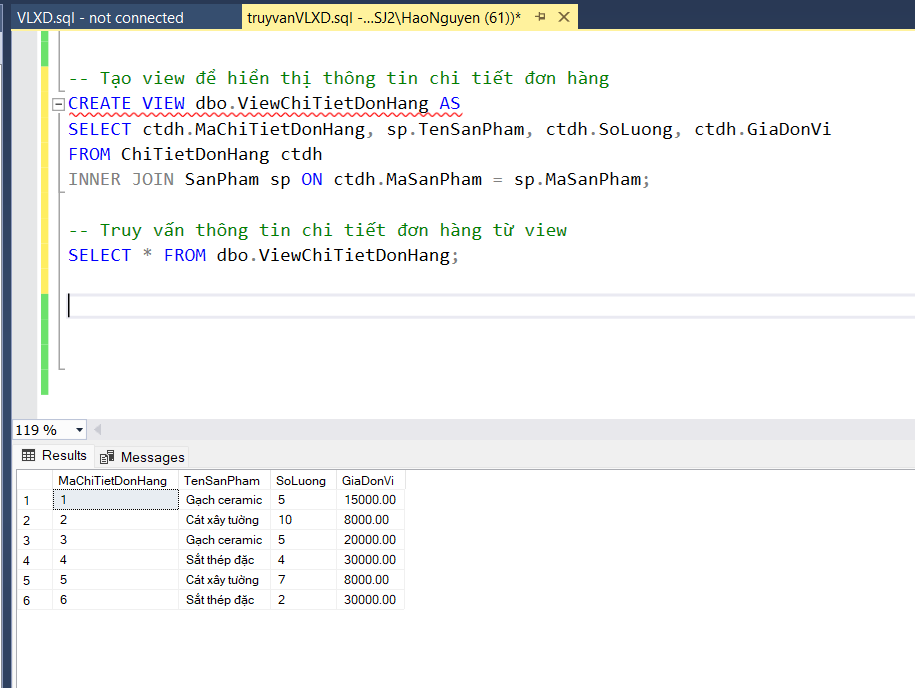 VLXD.sql - not connected
truyvanVLXD.sql -...SJ2\HaoNguyen (61))*
-- Tạo view để hiển thị thông tin chi tiết đơn hàng
CREATE VIEW dbo.ViewChiTietDonHang AS
SELECT ctdh.MaChiTietDonHang, sp.TenSanPham, ctdh.SoLuong, ctdh.GiaDonVi
FROM ChiTietDonHang ctdh
INNER JOIN SanPham sp ON ctdh.MaSanPham = sp.MaSanPham;
-- Truy vấn thông tin chi tiết đơn hàng từ view
SELECT * FROM dbo.ViewChiTietDonHang;
119 %
Results Messages
MaChiTietDonHang TenSanPham SoLuong GiaDonVi
1 1 Gạch ceramic 5 15000.00
2 2 Cát xây tường 10 8000.00
3 3 Gạch ceramic 5 20000.00
4 4 Sắt thép đặc 4 30000.00
5 5 Cát xây tường 7 8000.00
6 6 Sắt thép đặc 2 30000.00